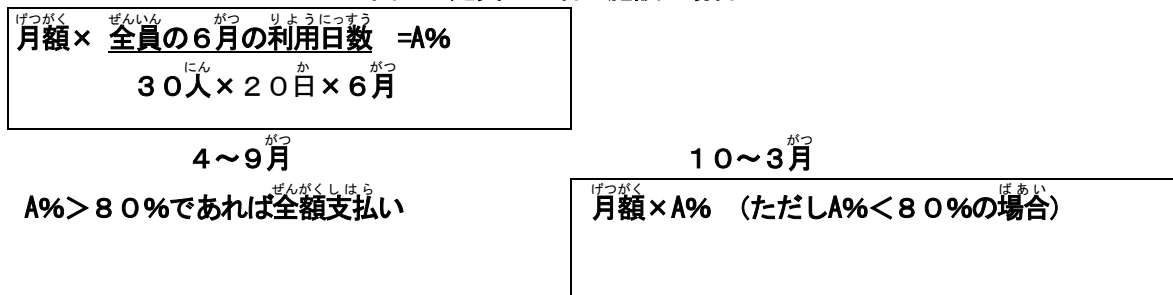 月額× 全員の6月の利用日数 =A%
30人×20日×6月
4～9月
10～3月
A%＞80%であれば全額支払い
月額×A% (ただしA%＜80%の場合)